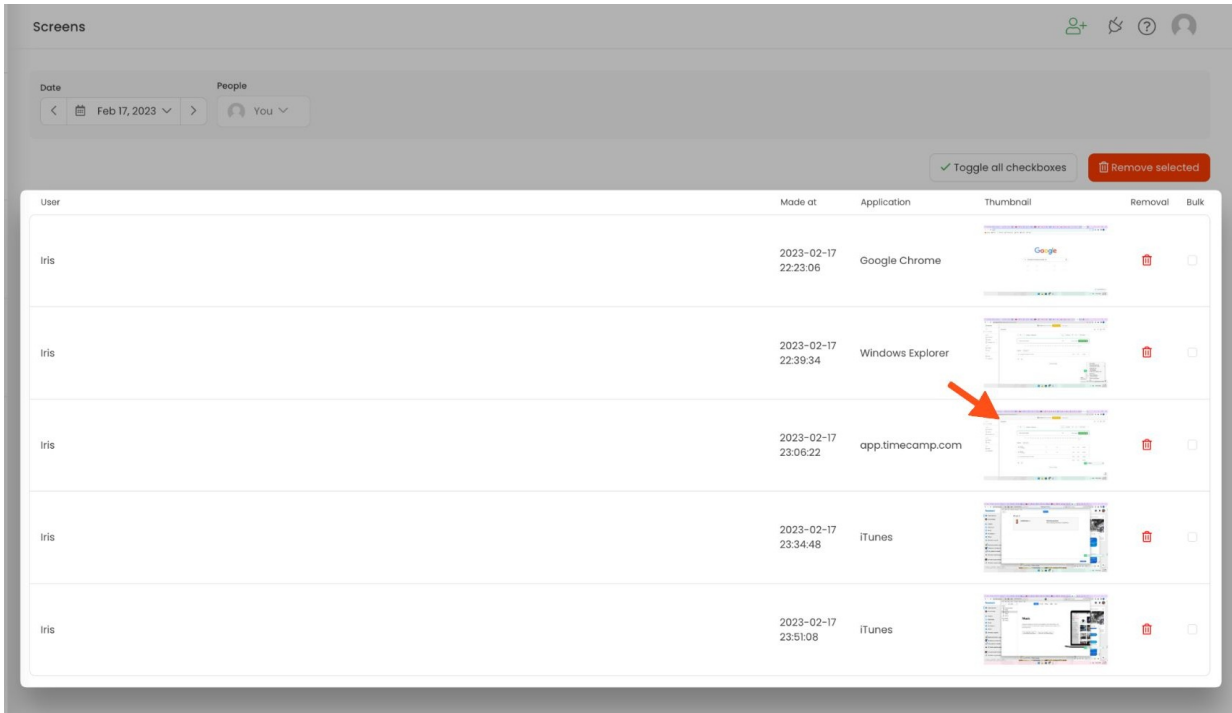 Screens
Date
People
Feb 17, 2023
You
Toggle all checkboxes
Remove selected
User Made at Application Thumbnail Removal Bulk
Iris
2023-02-17
22:23:06
Google Chrome
Google
Iris
2023-02-17
22:39:34
Windows Explorer
Iris
2023-02-17
23:06:22
app.timecamp.com
Iris
2023-02-17
23:34:48
iTunes
Iris
2023-02-17
23:51:08
iTunes